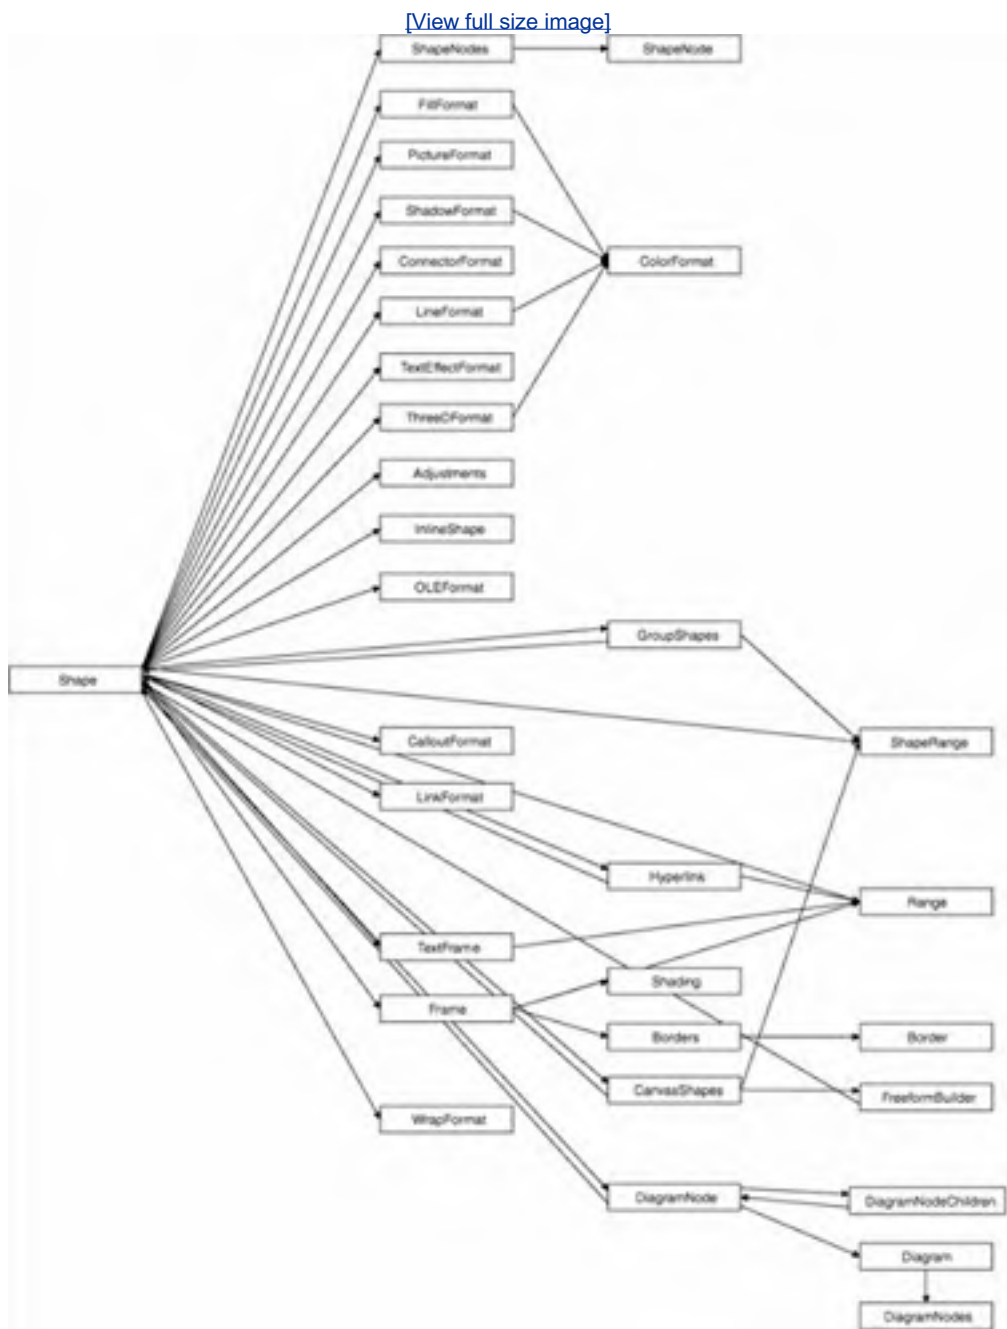 [View full size image]
ShapeNodes
ShapeNode
FillFormat
PictureFormat
ShadowFormat
ConnectorFormat
ColorFormat
LineFormat
TextEffectFormat
ThreeDFormat
Adjustments
InlineShape
OLEFormat
GroupShapes
Shape
CalloutFormat
ShapeRange
LinkFormat
Hyperlink
Range
TextFrame
Shading
Frame
Borders
Border
CanvasShapes
FreeformBuilder
WrapFormat
DiagramNode
DiagramNodeChildren
Diagram
DiagramNodes